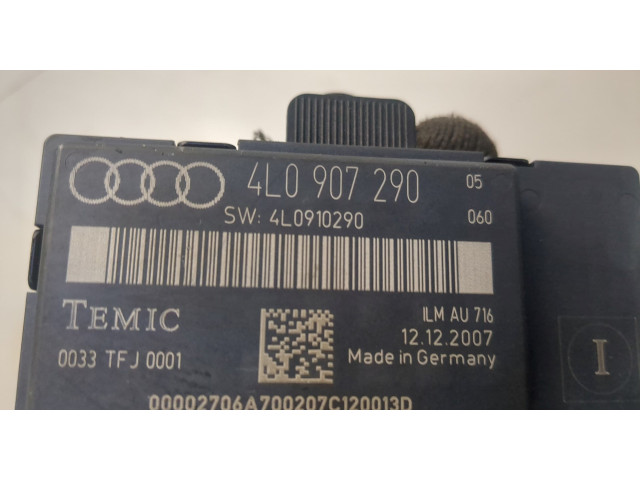 4L0 907 290 05
SW: 4L0910290 060
TEMIC
ILM AU 716
12.12.2007
0033 TFJ 0001
Made in Germany
I
00002706A700207C120013D